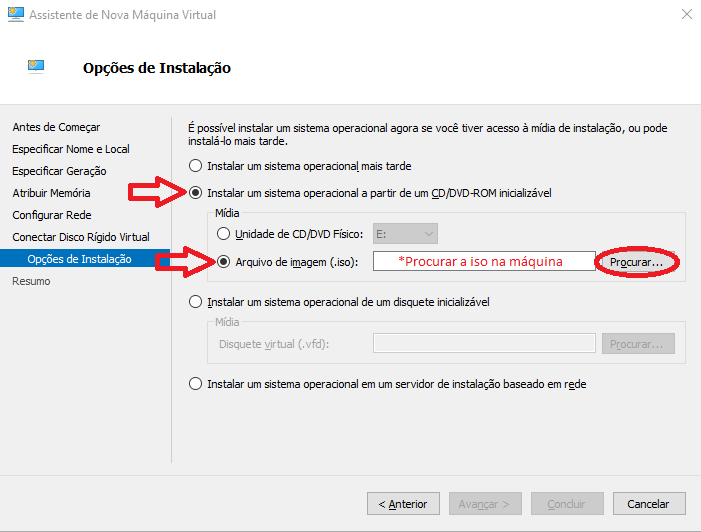 Assistente de Nova Máquina Virtual
Opções de Instalação
Antes de Começar
Especificar Nome e Local
Especificar Geração
Atribuir Memória
Configurar Rede
Conectar Disco Rígido Virtual
Opções de Instalação
Resumo
É possível instalar um sistema operacional agora se você tiver acesso à mídia de instalação, ou pode
instalá-lo mais tarde.
Instalar um sistema operacional mais tarde
Instalar um sistema operacional a partir de um CD/DVD-ROM inicializável
Mídia
Unidade de CD/DVD Físico: E:
Arquivo de imagem (.iso): *Procurar a iso na máquina Procurar...
Instalar um sistema operacional de um disquete inicializável
Mídia
Disquete virtual (.vfd): Procurar...
Instalar um sistema operacional em um servidor de instalação baseado em rede
< Anterior Avançar > Concluir Cancelar